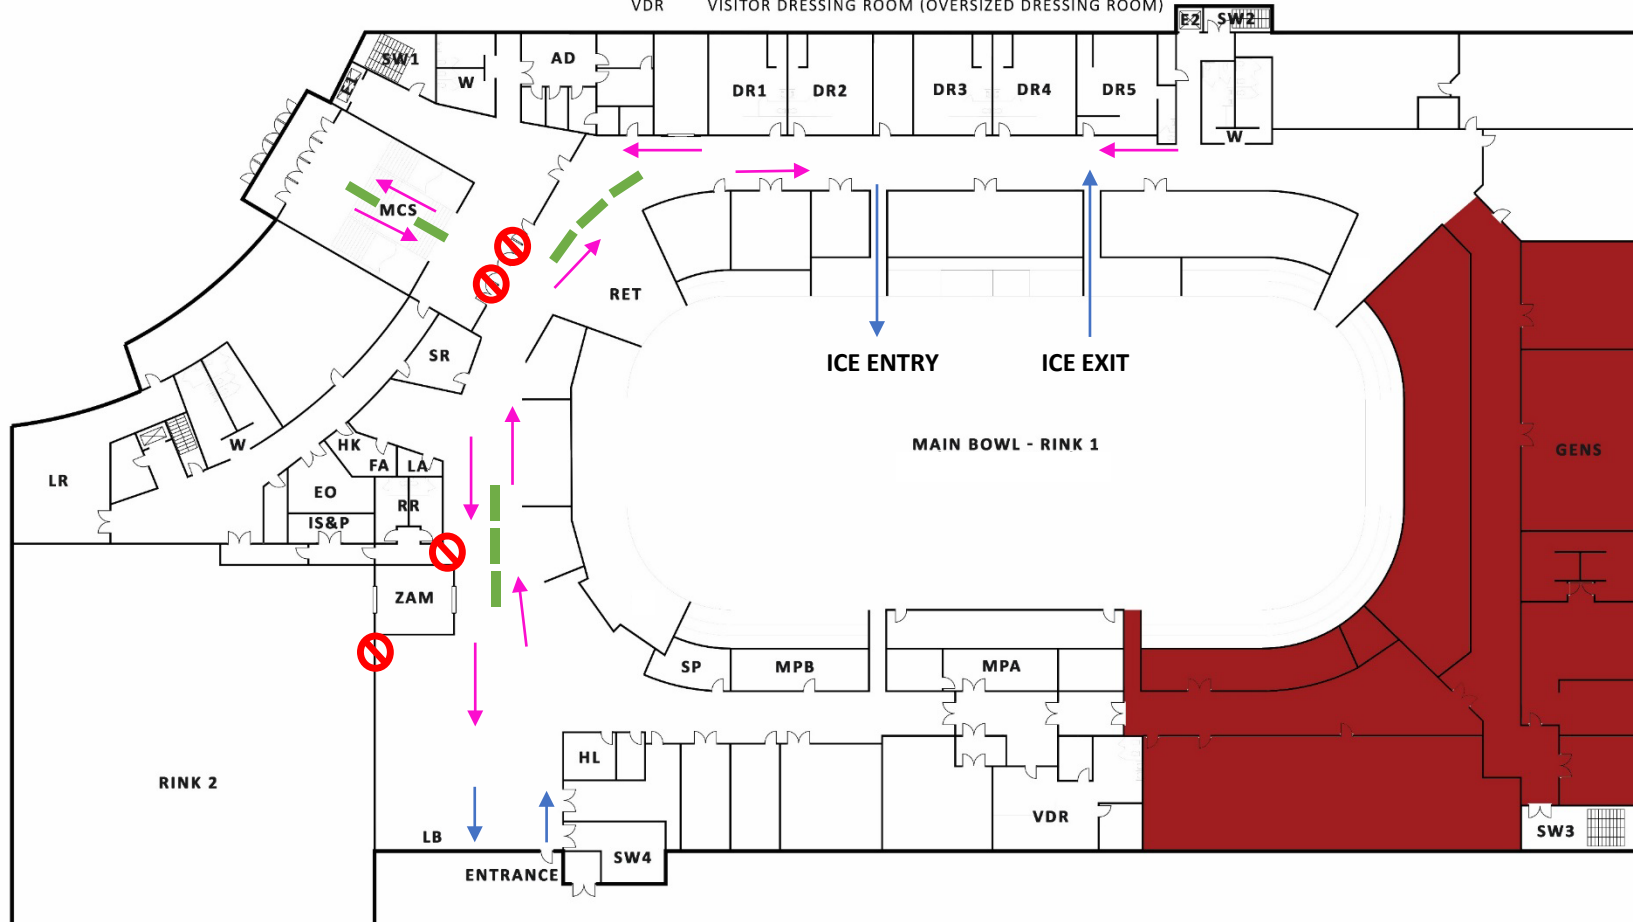 VDR VISITOR DRESSING ROOM (OVERSIZED DRESSING ROOM)
E2 SW2
SW1
AD
W
E1
DR1 DR2 DR3 DR4 DR5
W
MCS
RET
SR
ICE ENTRY ICE EXIT
MAIN BOWL - RINK 1
W
HK
FA LA
LR
EO
RR
IS&P
GENS
ZAM
SP MPB MPA
HL
RINK 2
LB
VDR
SW3
SW4
ENTRANCE